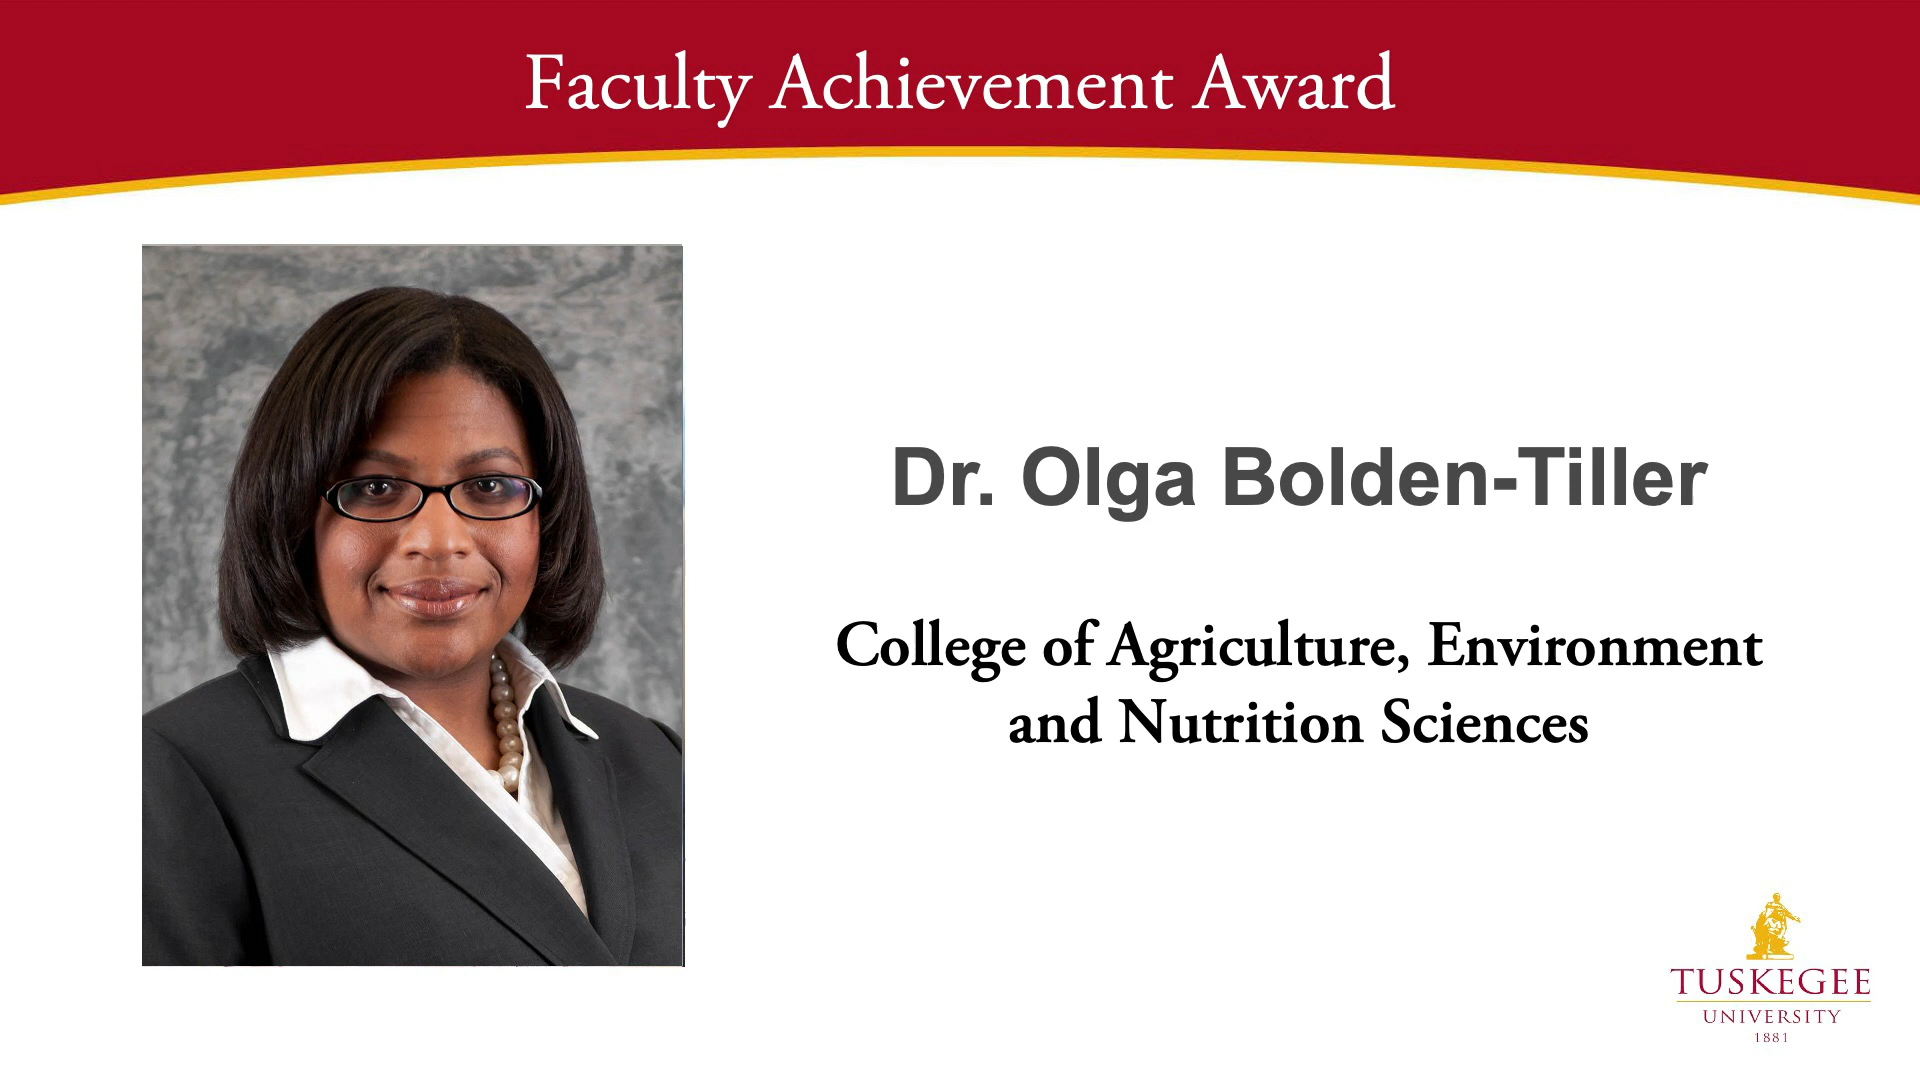 Faculty Achievement Award
Dr. Olga Bolden-Tiller
College of Agriculture, Environment
and Nutrition Sciences
TUSKEGEE
UNIVERSITY
1881